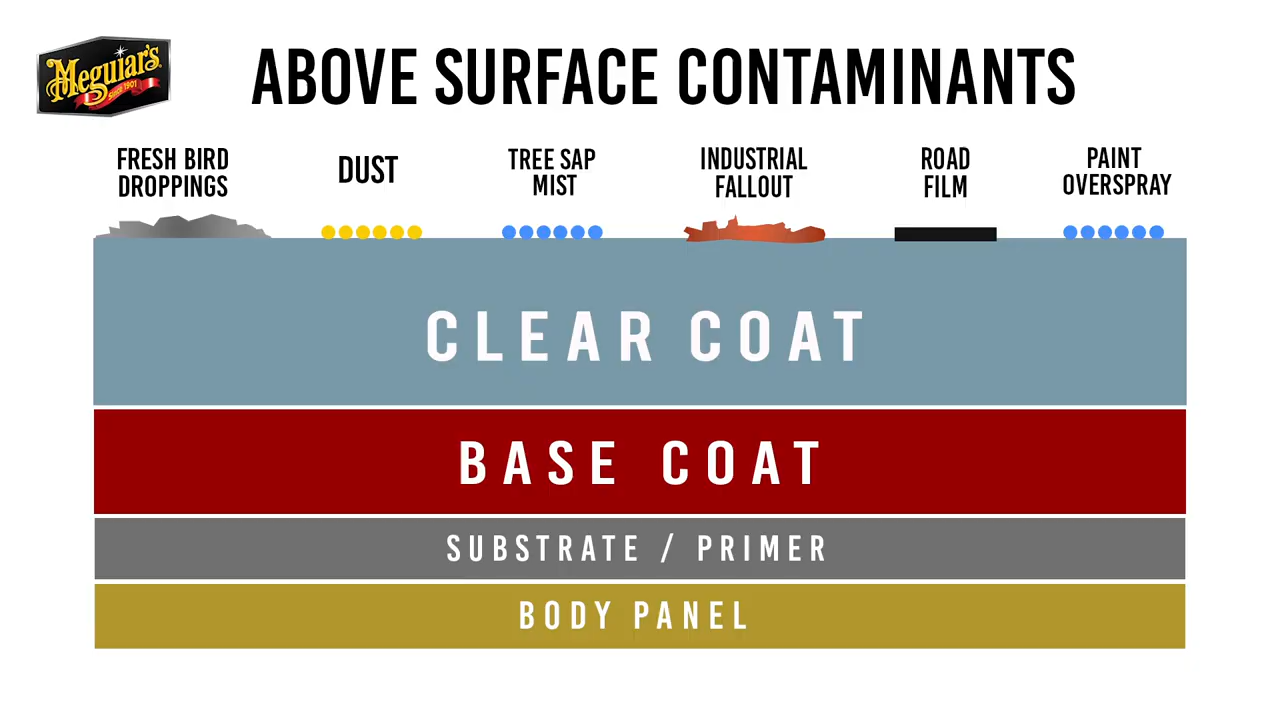 Meguiar's
Since 1901
ABOVE SURFACE CONTAMINANTS
FRESH BIRD
DROPPINGS
DUST
TREE SAP
MIST
INDUSTRIAL
FALLOUT
ROAD
FILM
PAINT
OVERSPRAY
CLEAR COAT
BASE COAT
SUBSTRATE / PRIMER
BODY PANEL